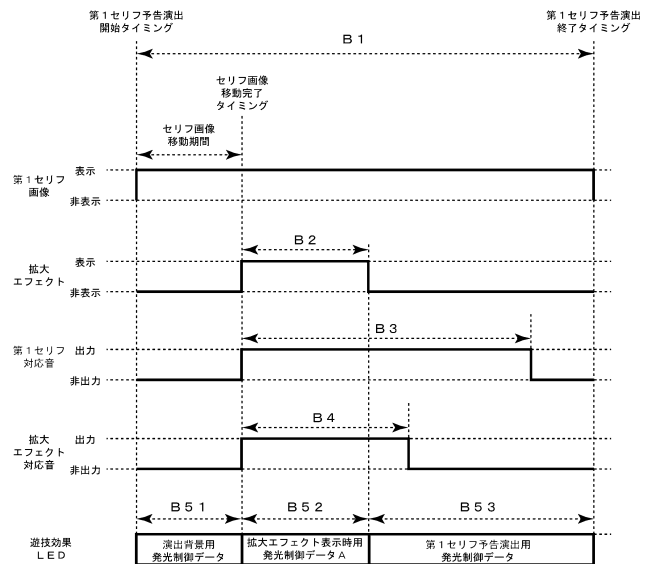 第１セリフ予告演出
開始タイミング
第１セリフ予告演出
終了タイミング
Ｂ１
セリフ画像
移動完了
タイミング
セリフ画像
移動期間
第１セリフ
画像
表示
非表示
Ｂ２
拡大
エフェクト
表示
非表示
Ｂ３
第１セリフ
対応音
出力
非出力
Ｂ４
拡大
エフェクト
対応音
出力
非出力
Ｂ５１
Ｂ５２
Ｂ５３
遊技効果
ＬＥＤ
演出背景用
発光制御データ
拡大エフェクト表示時用
発光制御データＡ
第１セリフ予告演出用
発光制御データ